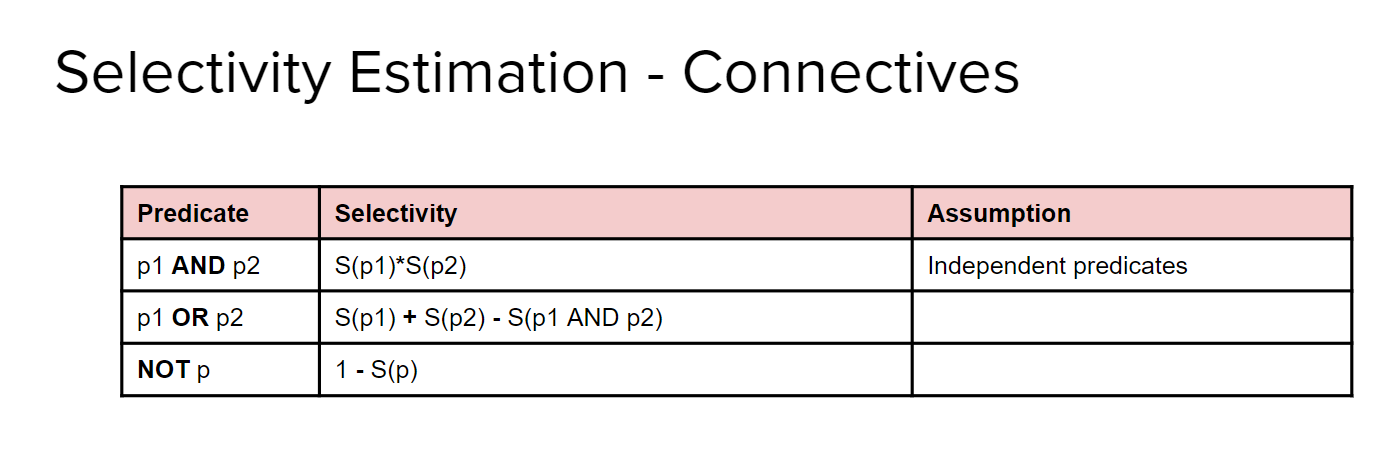 Selectivity Estimation - Connectives
Predicate Selectivity Assumption
p1 AND p2 S(p1)*S(p2) Independent predicates
p1 OR p2 S(p1) + S(p2) - S(p1 AND p2)
NOT p 1 - S(p)